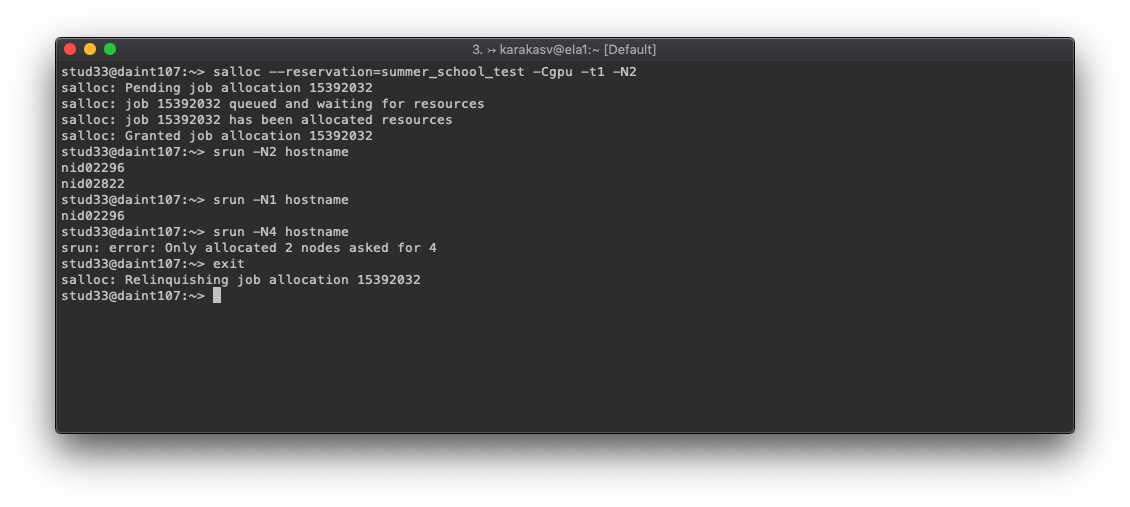 3. ↣ karakasv@ela1:~ [Default]
stud33@daint107:~> salloc --reservation=summer_school_test -Cgpu -t1 -N2
salloc: Pending job allocation 15392032
salloc: job 15392032 queued and waiting for resources
salloc: job 15392032 has been allocated resources
salloc: Granted job allocation 15392032
stud33@daint107:~> srun -N2 hostname
nid02296
nid02822
stud33@daint107:~> srun -N1 hostname
nid02296
stud33@daint107:~> srun -N4 hostname
srun: error: Only allocated 2 nodes asked for 4
stud33@daint107:~> exit
salloc: Relinquishing job allocation 15392032
stud33@daint107:~>